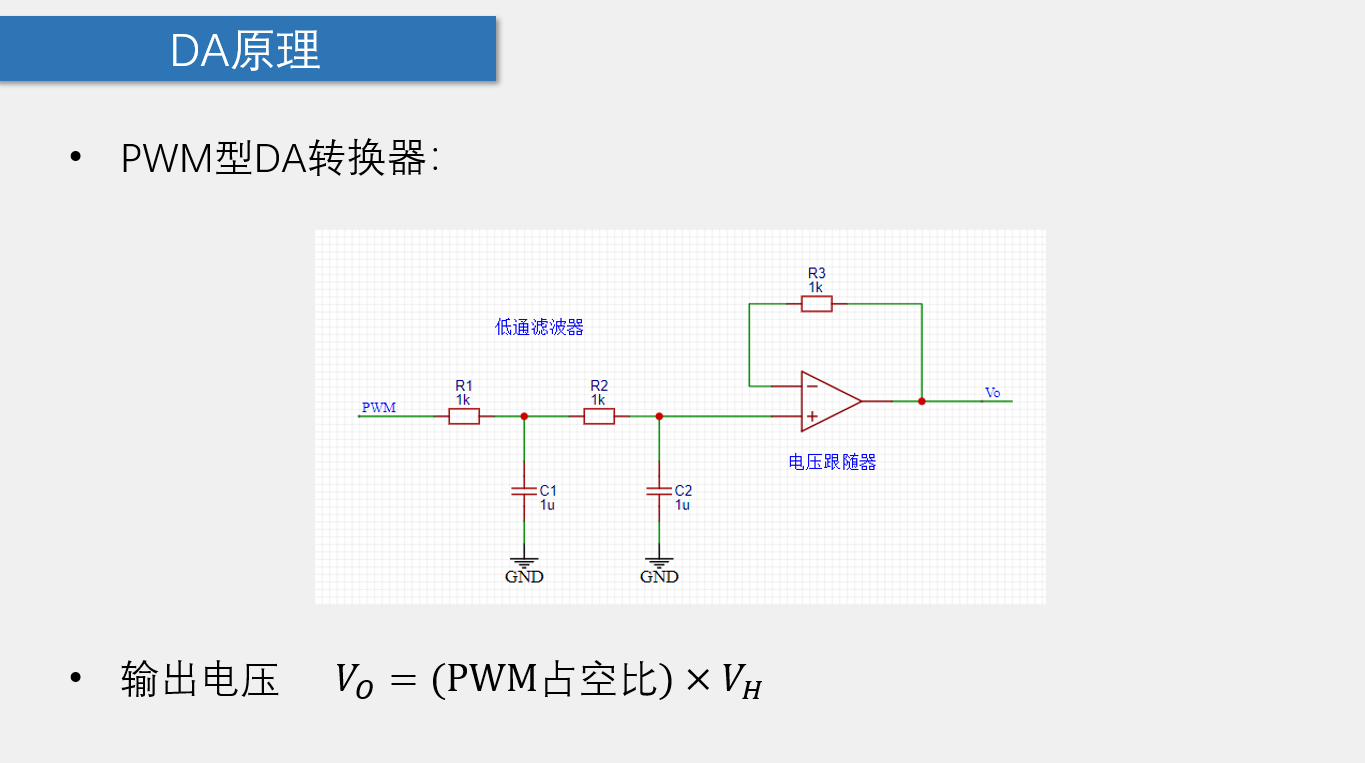 DA原理
• PWM型DA转换器：
R3
1k
低通滤波器
R1
1k
R2
1k
PWM
Vo
−
+
电压跟随器
C1
1u
C2
1u
GND
GND
• 输出电压 V_O = (PWM占空比) × V_H